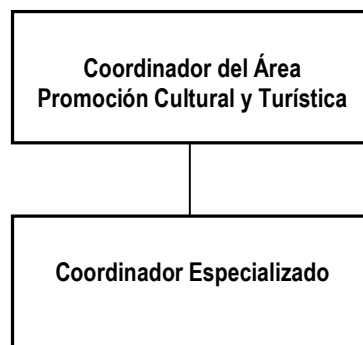 Coordinador del Área
Promoción Cultural y Turística
Coordinador Especializado